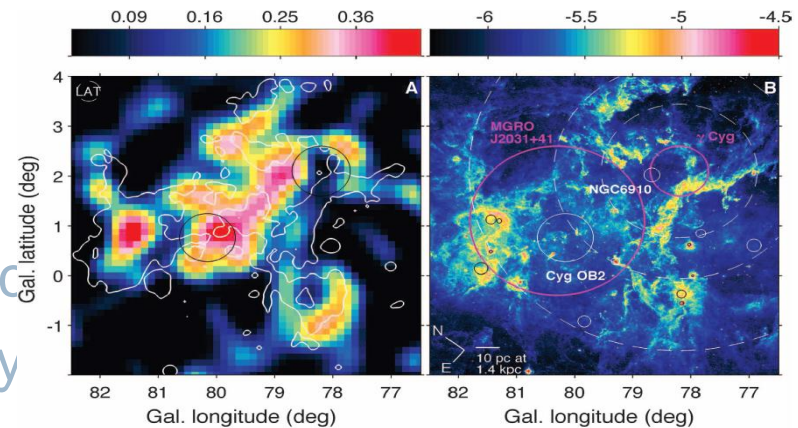 0.09 0.16 0.25 0.36
-6 -5.5 -5 -4.5
LAT
A
B
MGRO
J2031+41
γ Cyg
NGC6910
Cyg OB2
N
E
10 pc at
1.4 kpc
4
3
2
1
0
-1
Gal. latitude (deg)
82 81 80 79 78 77
82 81 80 79 78 77
Gal. longitude (deg)
Gal. longitude (deg)
y